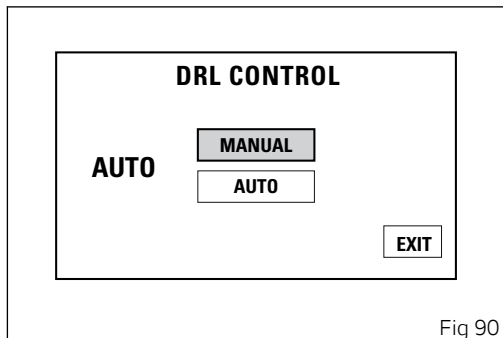 DRL CONTROL
AUTO
MANUAL
AUTO
EXIT
Fig 90